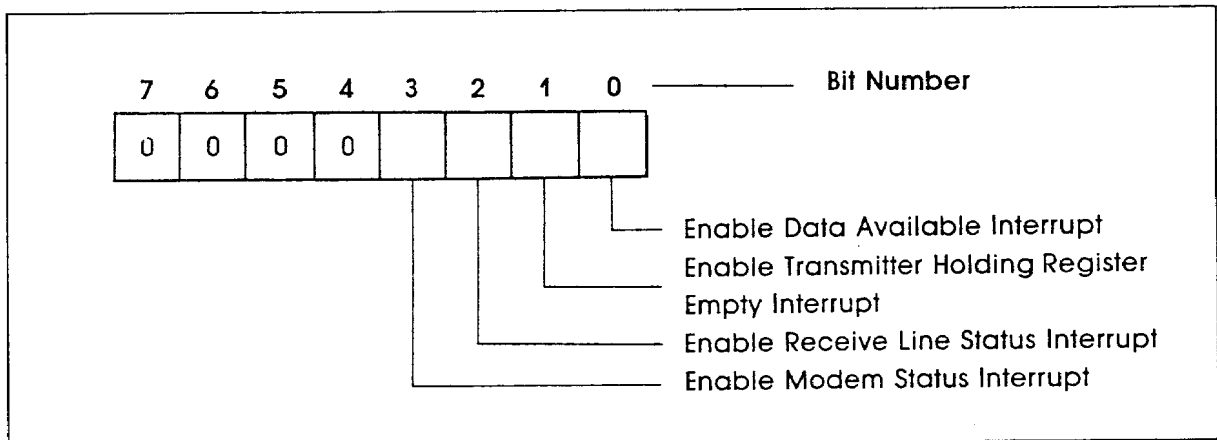 7 6 5 4 3 2 1 0 Bit Number
0 0 0 0
Enable Data Available Interrupt
Enable Transmitter Holding Register
Empty Interrupt
Enable Receive Line Status Interrupt
Enable Modem Status Interrupt